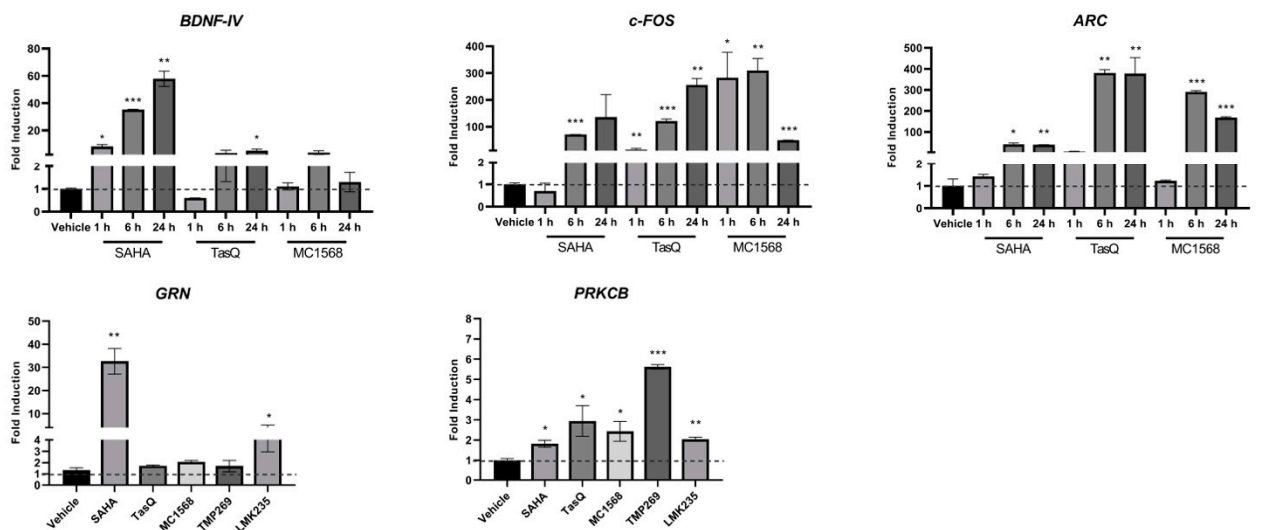 BDNF-IV
Fold Induction
80
60
40
20
2
1
0
* *** ** *
Vehicle 1 h 6 h 24 h 1 h 6 h 24 h 1 h 6 h 24 h
SAHA TasQ MC1568
c-FOS
Fold Induction
400
300
200
100
2
1
0
*** ** *** ** * ** ***
Vehicle 1 h 6 h 24 h 1 h 6 h 24 h 1 h 6 h 24 h
SAHA TasQ MC1568
ARC
Fold Induction
500
400
300
200
100
2
1
0
* ** ** ** *** ***
Vehicle 1 h 6 h 24 h 1 h 6 h 24 h 1 h 6 h 24 h
SAHA TasQ MC1568
GRN
Fold Induction
50
40
30
20
10
4
3
2
1
0
** *
Vehicle SAHA TasQ MC1568 TMP269 LMK235
PRKCB
Fold Induction
8
7
6
5
4
3
2
1
0
* * * *** **
Vehicle SAHA TasQ MC1568 TMP269 LMK235